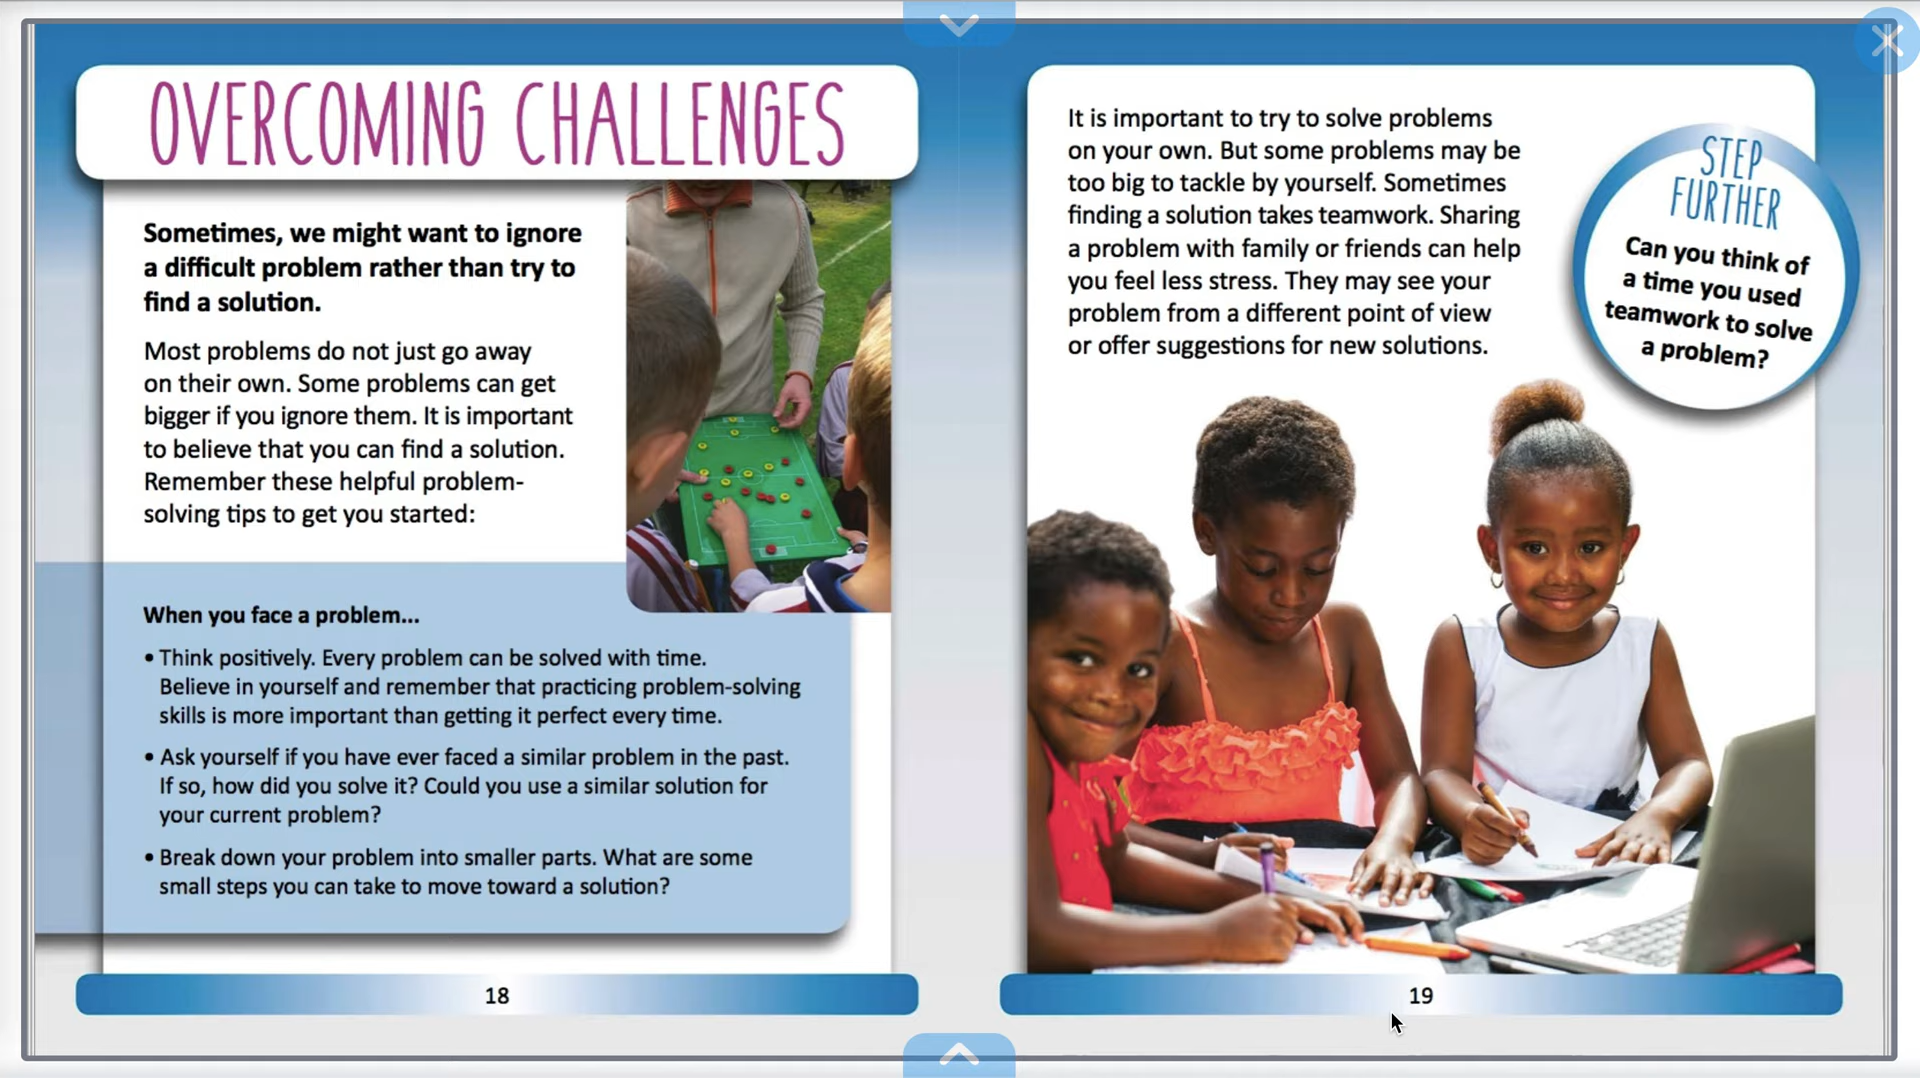 OVERCOMING CHALLENGES
Sometimes, we might want to ignore
a difficult problem rather than try to
find a solution.
Most problems do not just go away
on their own. Some problems can get
bigger if you ignore them. It is important
to believe that you can find a solution.
Remember these helpful problem-
solving tips to get you started:
When you face a problem...
• Think positively. Every problem can be solved with time.
Believe in yourself and remember that practicing problem-solving
skills is more important than getting it perfect every time.
• Ask yourself if you have ever faced a similar problem in the past.
If so, how did you solve it? Could you use a similar solution for
your current problem?
• Break down your problem into smaller parts. What are some
small steps you can take to move toward a solution?
18
It is important to try to solve problems
on your own. But some problems may be
too big to tackle by yourself. Sometimes
finding a solution takes teamwork. Sharing
a problem with family or friends can help
you feel less stress. They may see your
problem from a different point of view
or offer suggestions for new solutions.
STEP
FURTHER
Can you think of
a time you used
teamwork to solve
a problem?
19